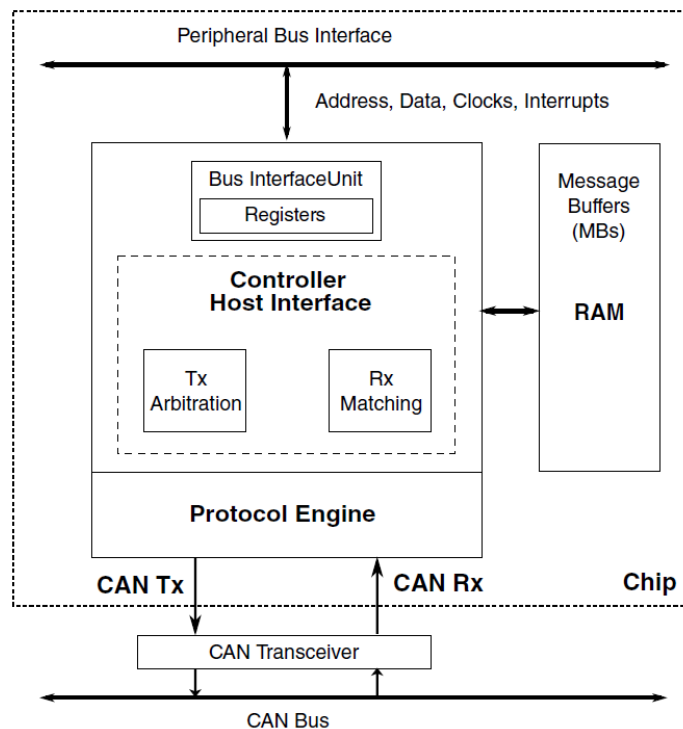 Peripheral Bus Interface
Address, Data, Clocks, Interrupts
Bus InterfaceUnit
Registers
Controller
Host Interface
Tx
Arbitration
Rx
Matching
Message
Buffers
(MBs)
RAM
Protocol Engine
CAN Tx
CAN Rx
Chip
CAN Transceiver
CAN Bus